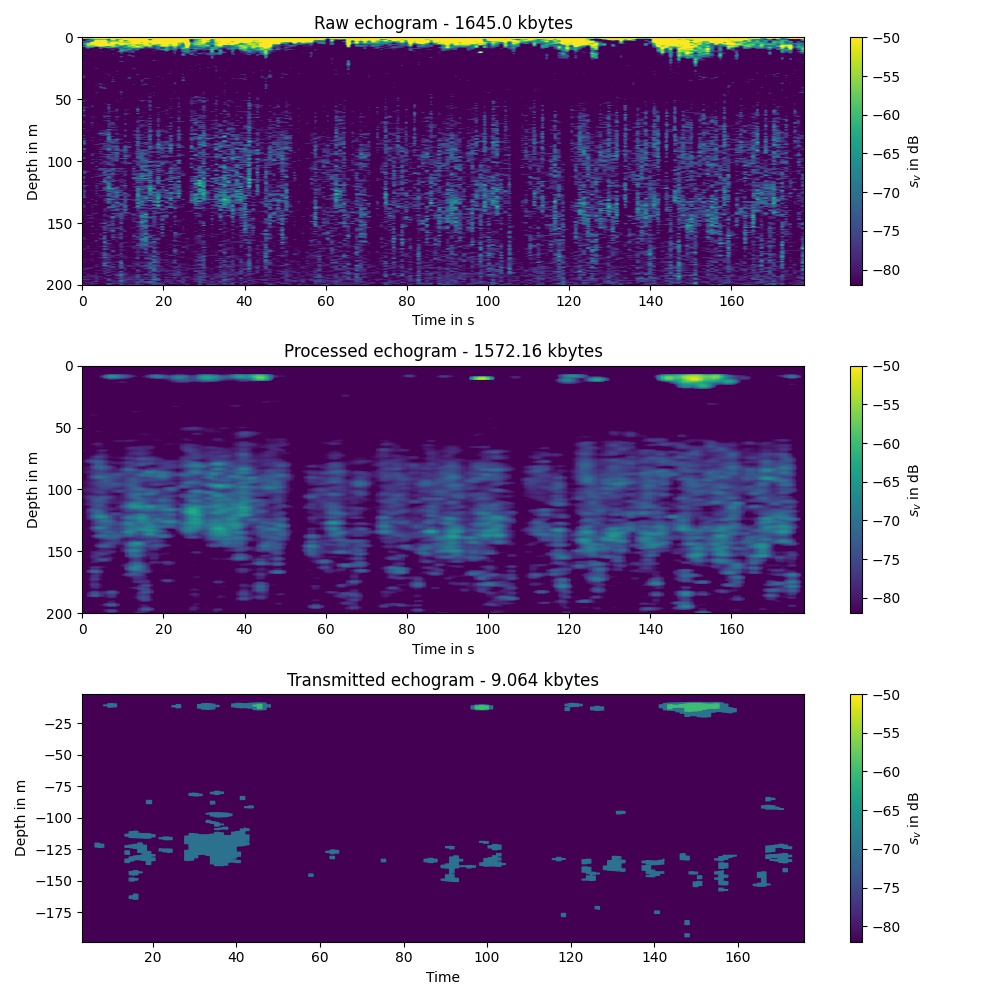 Raw echogram - 1645.0 kbytes
0
50
100
150
200
Depth in m
0 20 40 60 80 100 120 140 160
Time in s
−50
−55
−60
−65
−70
−75
−80
sv in dB
Processed echogram - 1572.16 kbytes
0
50
100
150
200
Depth in m
0 20 40 60 80 100 120 140 160
Time in s
−50
−55
−60
−65
−70
−75
−80
sv in dB
Transmitted echogram - 9.064 kbytes
−25
−50
−75
−100
−125
−150
−175
Depth in m
20 40 60 80 100 120 140 160
Time
−50
−55
−60
−65
−70
−75
−80
sv in dB